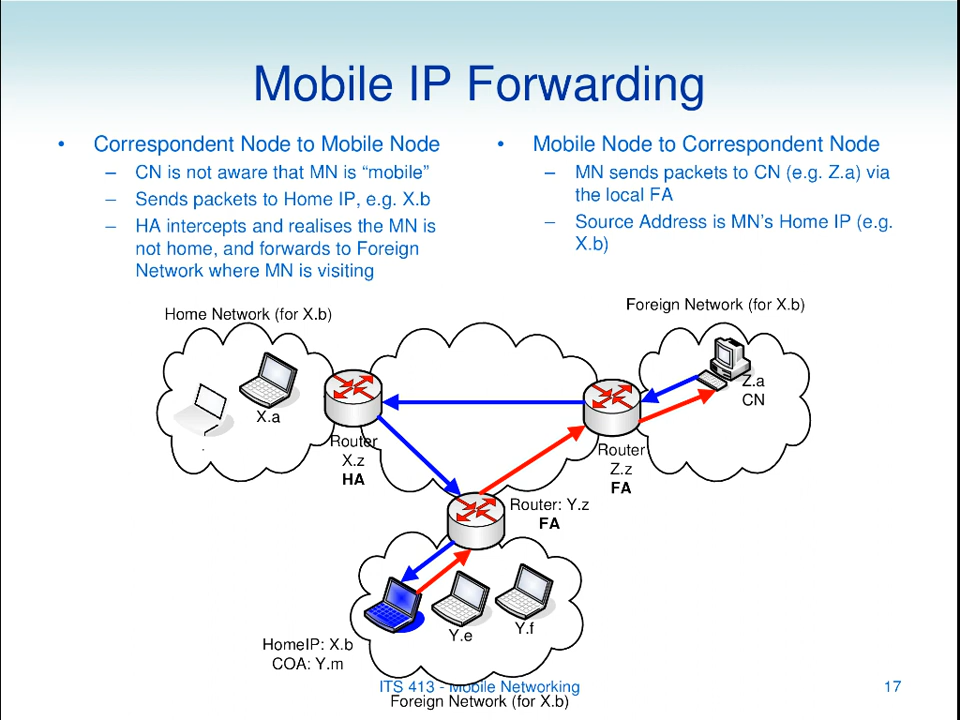 Mobile IP Forwarding
• Correspondent Node to Mobile Node
– CN is not aware that MN is “mobile”
– Sends packets to Home IP, e.g. X.b
– HA intercepts and realises the MN is
not home, and forwards to Foreign
Network where MN is visiting
• Mobile Node to Correspondent Node
– MN sends packets to CN (e.g. Z.a) via
the local FA
– Source Address is MN’s Home IP (e.g.
X.b)
Home Network (for X.b)
Foreign Network (for X.b)
X.a
Z.a
CN
Router
X.z
HA
Router
Z.z
FA
Router: Y.z
FA
Y.e
Y.f
HomeIP: X.b
COA: Y.m
ITS 413 - Mobile Networking
17
Foreign Network (for X.b)